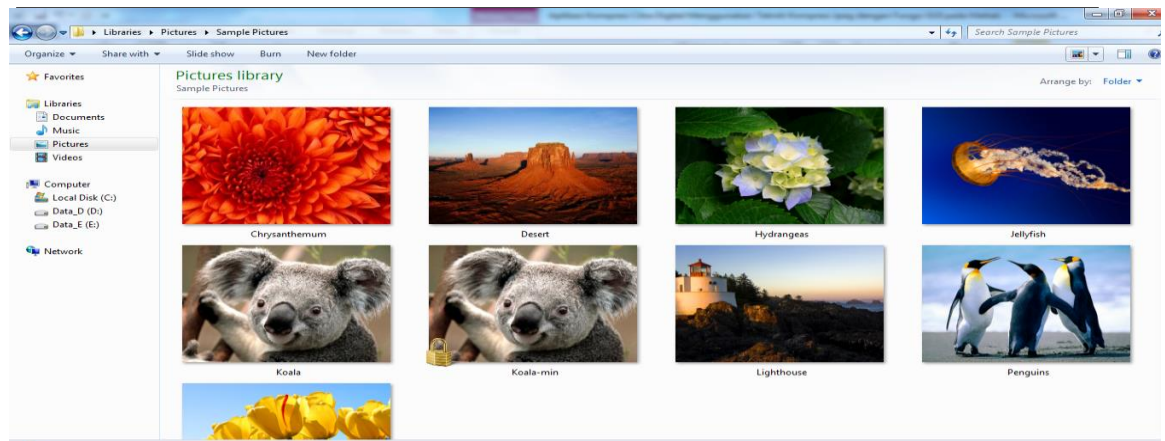 Libraries ▸ Pictures ▸ Sample Pictures
Search Sample Pictures
Organize Share with Slide show Burn New folder
Favorites
Libraries
Documents
Music
Pictures
Videos
Computer
Local Disk (C:)
Data_D (D:)
Data_E (E:)
Network
Pictures library
Sample Pictures
Arrange by: Folder
Chrysanthemum Desert Hydrangeas Jellyfish
Koala Koala-min Lighthouse Penguins